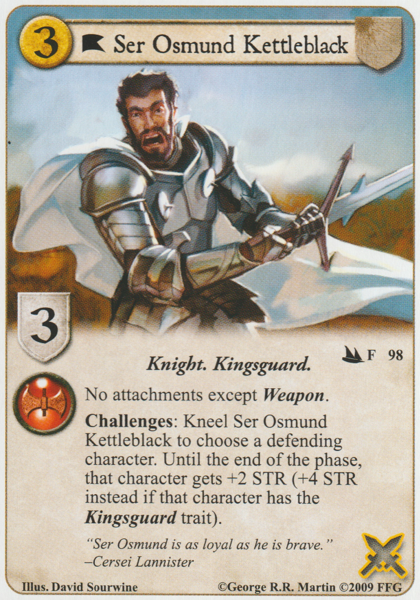 3 Ser Osmund Kettleblack
3
Knight. Kingsguard.
F 98
No attachments except Weapon.
Challenges: Kneel Ser Osmund
Kettleblack to choose a defending
character. Until the end of the phase,
that character gets +2 STR (+4 STR
instead if that character has the
Kingsguard trait).
“Ser Osmund is as loyal as he is brave.”
–Cersei Lannister
Illus. David Sourwine ©George R.R. Martin ©2009 FFG